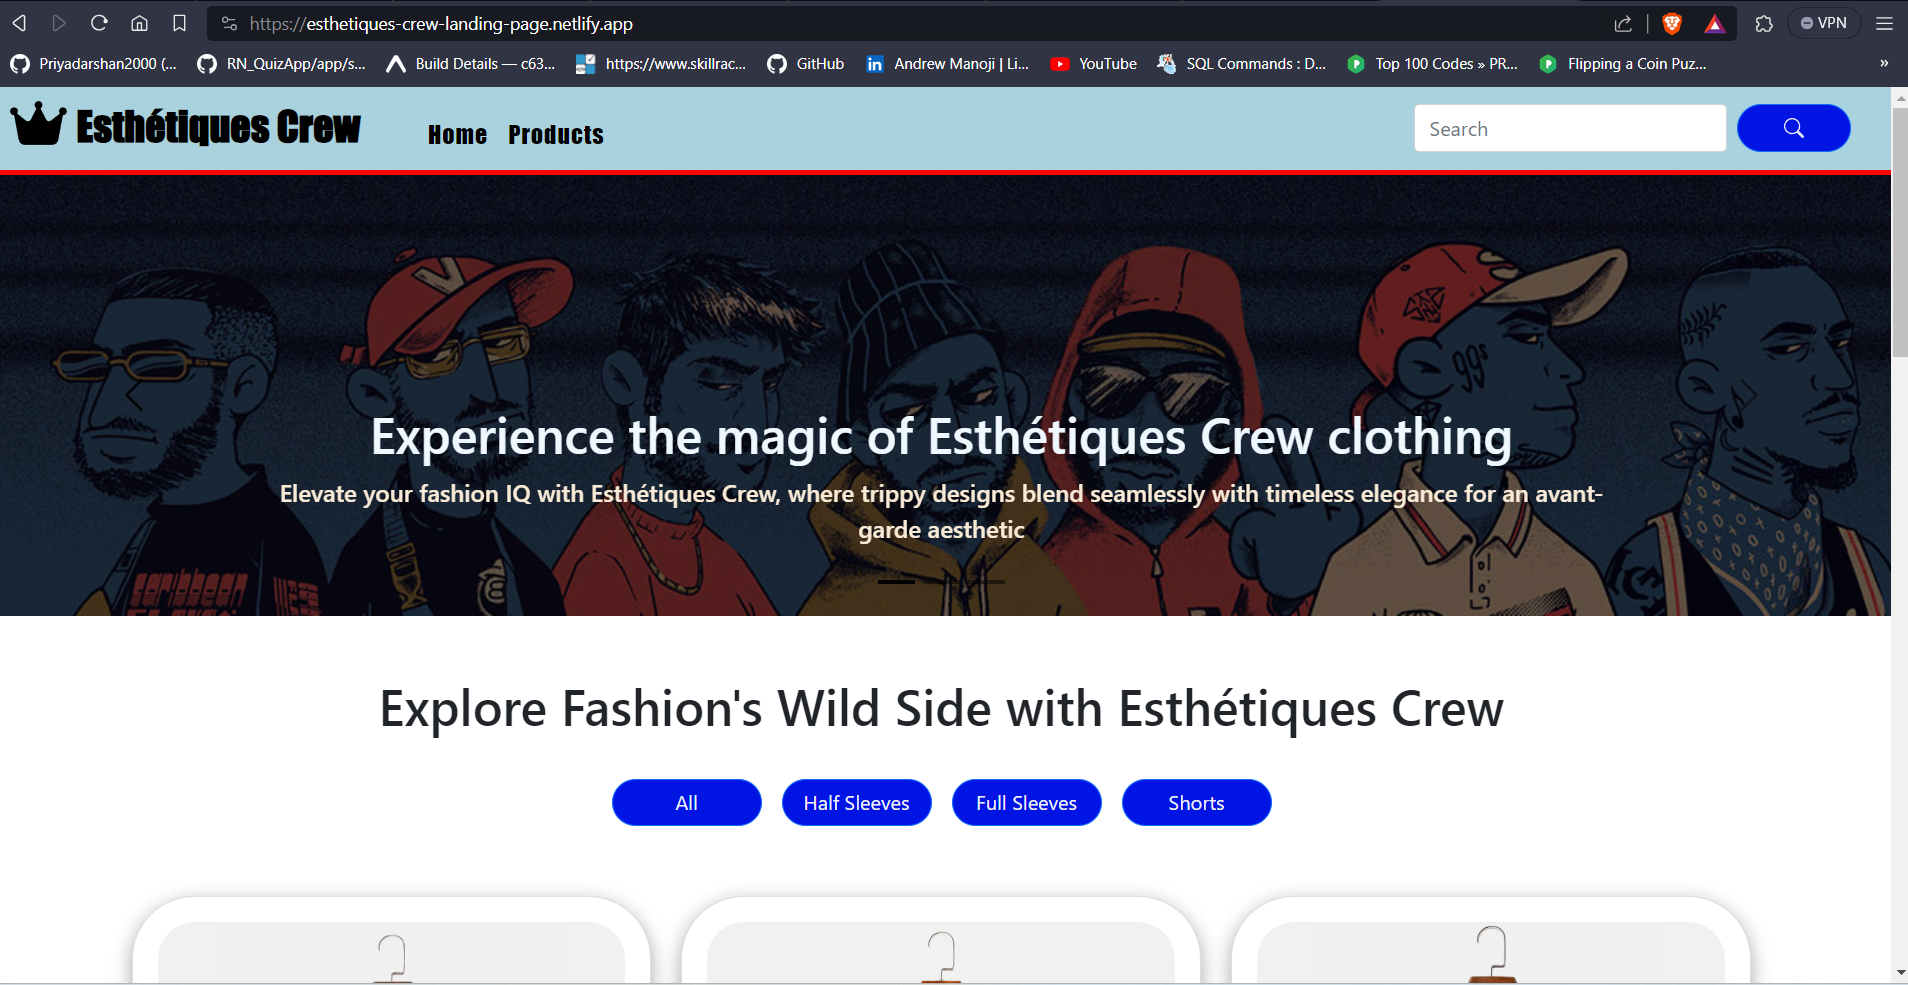 https://esthetiques-crew-landing-page.netlify.app
VPN
Priyadarshan2000 (... RN_QuizApp/app/s... Build Details — c63... https://www.skillrac... GitHub Andrew Manoji | Li... YouTube SQL Commands : D... Top 100 Codes » PR... Flipping a Coin Puz... »
Esthétiques Crew Home Products Search
V
99s
Experience the magic of Esthétiques Crew clothing
Elevate your fashion IQ with Esthétiques Crew, where trippy designs blend seamlessly with timeless elegance for an avant-
garde aesthetic
Explore Fashion's Wild Side with Esthétiques Crew
All Half Sleeves Full Sleeves Shorts